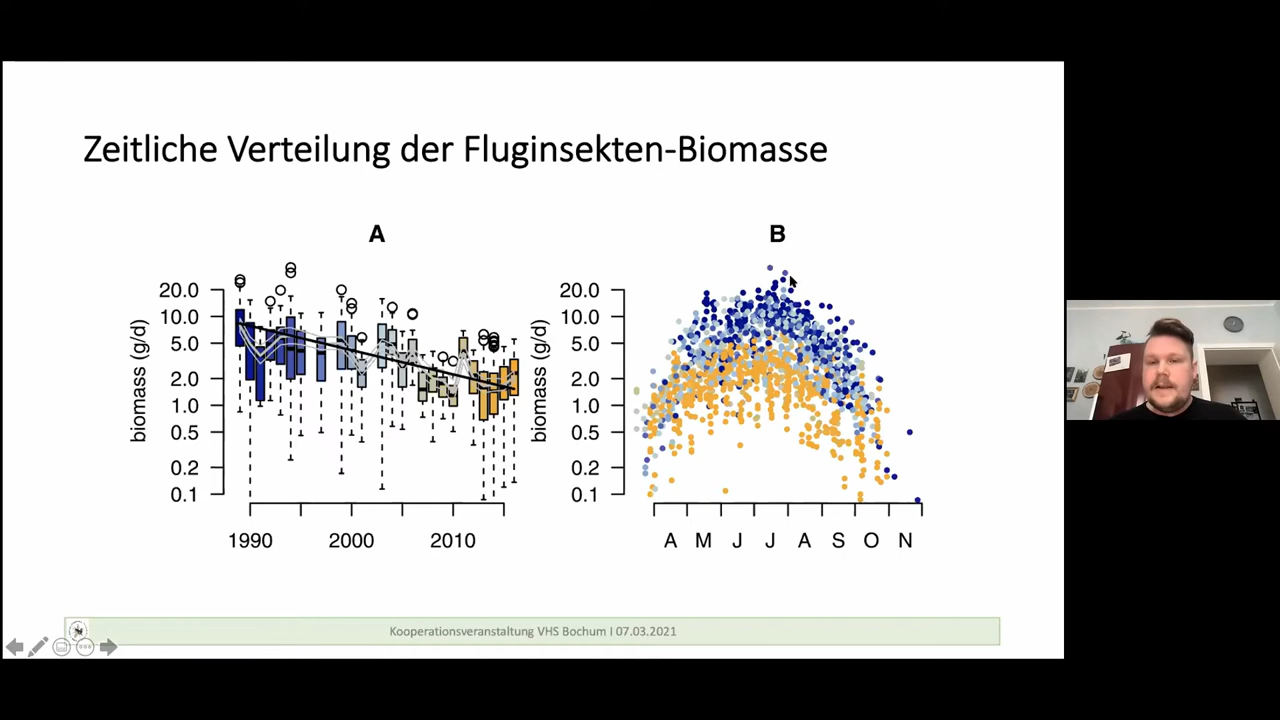 Zeitliche Verteilung der Fluginsekten-Biomasse
A
biomass (g/d)
20.0
10.0
5.0
2.0
1.0
0.5
0.2
0.1
1990 2000 2010
B
biomass (g/d)
20.0
10.0
5.0
2.0
1.0
0.5
0.2
0.1
A M J J A S O N
Kooperationsveranstaltung VHS Bochum I 07.03.2021